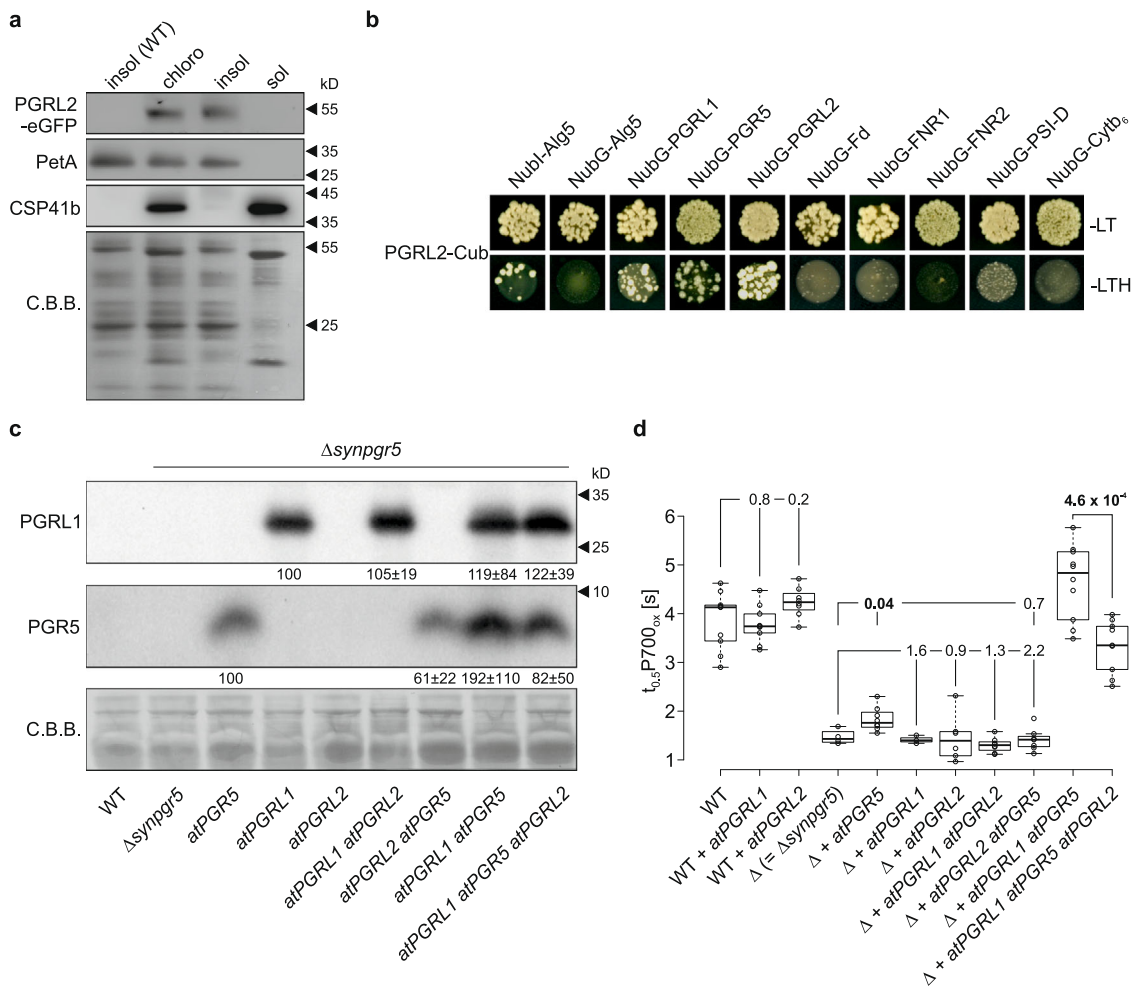 a
insol (WT)
chloro
insol
sol
kD
PGRL2
-eGFP
55
PetA
35
25
CSP41b
45
35
C.B.B.
55
25
b
NubI-Alg5
NubG-Alg5
NubG-PGRL1
NubG-PGR5
NubG-PGRL2
NubG-Fd
NubG-FNR1
NubG-FNR2
NubG-PSI-D
NubG-Cytb₆
PGRL2-Cub
-LT
-LTH
c
Δsynpgr5
kD
PGRL1
35
25
100
105±19
119±84
122±39
PGR5
10
100
61±22
192±110
82±50
C.B.B.
WT
Δsynpgr5
atPGR5
atPGRL1
atPGRL2
atPGRL1 atPGRL2
atPGRL2 atPGR5
atPGRL1 atPGR5
atPGRL1 atPGR5 atPGRL2
d
t₀.₅P700ₒₓ [s]
6
5
4
3
2
1
0.8
0.2
4.6 x 10⁻⁴
0.04
0.7
1.6
0.9
1.3
2.2
WT
WT + atPGRL1
WT + atPGRL2
Δ (= Δsynpgr5)
Δ + atPGR5
Δ + atPGRL1
Δ + atPGRL2
Δ + atPGRL1 atPGRL2
Δ + atPGRL2 atPGR5
Δ + atPGRL1 atPGR5
Δ + atPGRL1 atPGR5 atPGRL2